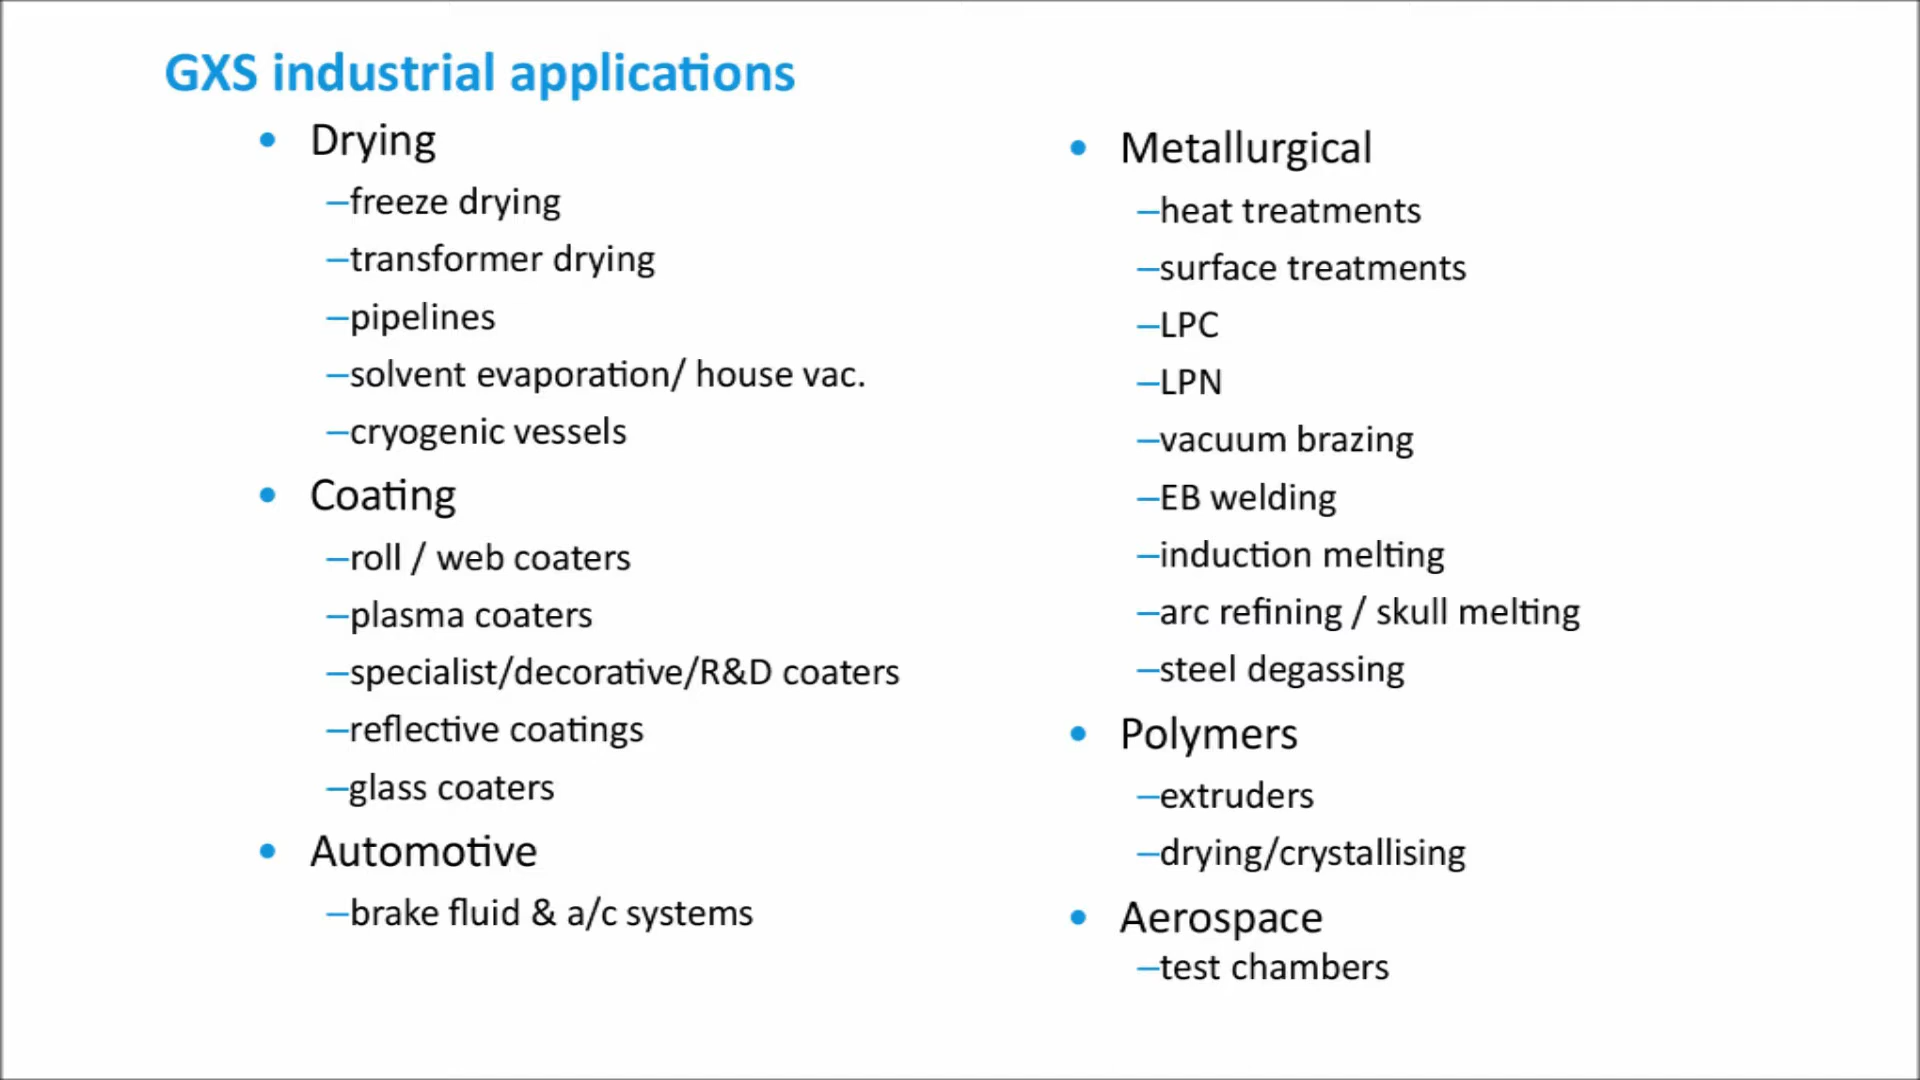 GXS industrial applications
• Drying
–freeze drying
–transformer drying
–pipelines
–solvent evaporation/ house vac.
–cryogenic vessels
• Coating
–roll / web coaters
–plasma coaters
–specialist/decorative/R&D coaters
–reflective coatings
–glass coaters
• Automotive
–brake fluid & a/c systems
• Metallurgical
–heat treatments
–surface treatments
–LPC
–LPN
–vacuum brazing
–EB welding
–induction melting
–arc refining / skull melting
–steel degassing
• Polymers
–extruders
–drying/crystallising
• Aerospace
–test chambers